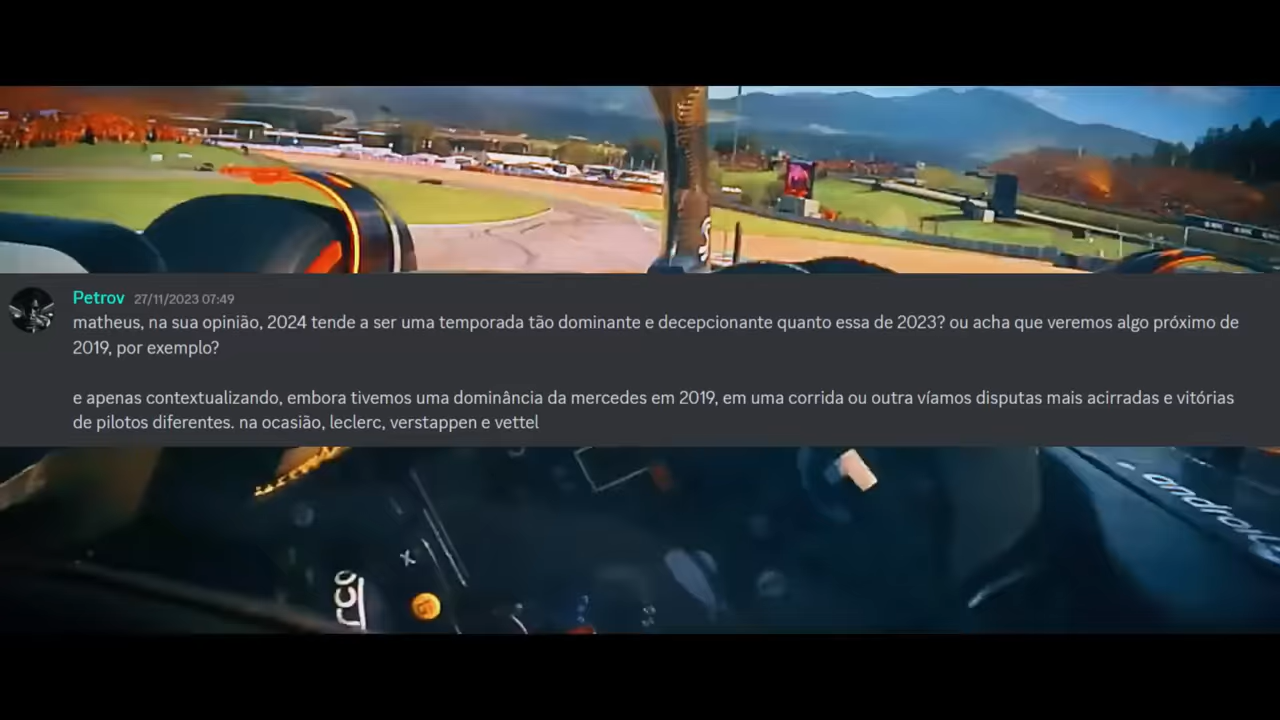 Petrov 27/11/2023 07:49
matheus, na sua opinião, 2024 tende a ser uma temporada tão dominante e decepcionante quanto essa de 2023? ou acha que veremos algo próximo de
2019, por exemplo?
e apenas contextualizando, embora tivemos uma dominância da mercedes em 2019, em uma corrida ou outra víamos disputas mais acirradas e vitórias
de pilotos diferentes. na ocasião, leclerc, verstappen e vettel
android
rco